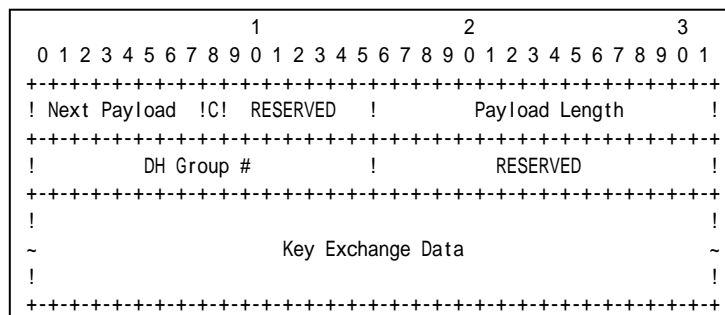 1                   2                   3
 0 1 2 3 4 5 6 7 8 9 0 1 2 3 4 5 6 7 8 9 0 1 2 3 4 5 6 7 8 9 0 1
+-+-+-+-+-+-+-+-+-+-+-+-+-+-+-+-+-+-+-+-+-+-+-+-+-+-+-+-+-+-+-+-+
! Next Payload  !C!  RESERVED   !         Payload Length        !
+-+-+-+-+-+-+-+-+-+-+-+-+-+-+-+-+-+-+-+-+-+-+-+-+-+-+-+-+-+-+-+-+
!          DH Group #           !           RESERVED            !
+-+-+-+-+-+-+-+-+-+-+-+-+-+-+-+-+-+-+-+-+-+-+-+-+-+-+-+-+-+-+-+-+
!                                                               !
~                       Key Exchange Data                       ~
!                                                               !
+-+-+-+-+-+-+-+-+-+-+-+-+-+-+-+-+-+-+-+-+-+-+-+-+-+-+-+-+-+-+-+-+